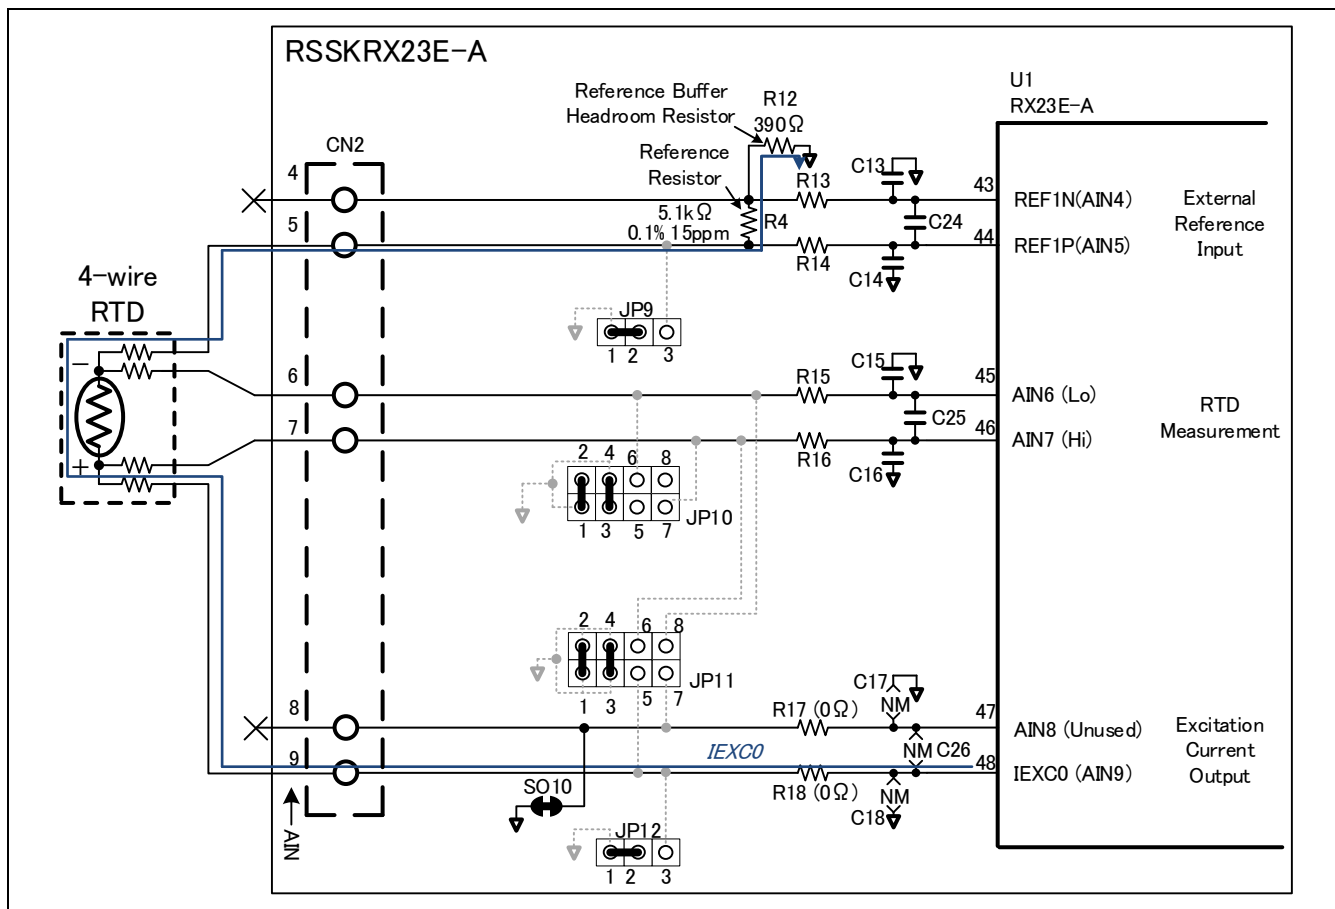 RSSKRX23E-A
U1
RX23E-A
Reference Buffer
Headroom Resistor
R12
390Ω
Reference
Resistor
CN2
4
C13
R13
43
REF1N(AIN4)
External
Reference
Input
5
5.1kΩ
0.1% 15ppm
R4
C24
44
REF1P(AIN5)
R14
C14
4-wire
RTD
JP9
1 2 3
−
6
R15
C15
45
AIN6 (Lo)
RTD
Measurement
C25
7
46
AIN7 (Hi)
R16
C16
+
2 4 6 8
JP10
1 3 5 7
2 4 6 8
JP11
1 3 5 7
8
R17 (0Ω)
C17
NM
47
AIN8 (Unused)
Excitation
Current
Output
IEXC0
NM C26
9
48
IEXC0 (AIN9)
R18 (0Ω)
NM
C18
SO10
AIN
JP12
1 2 3